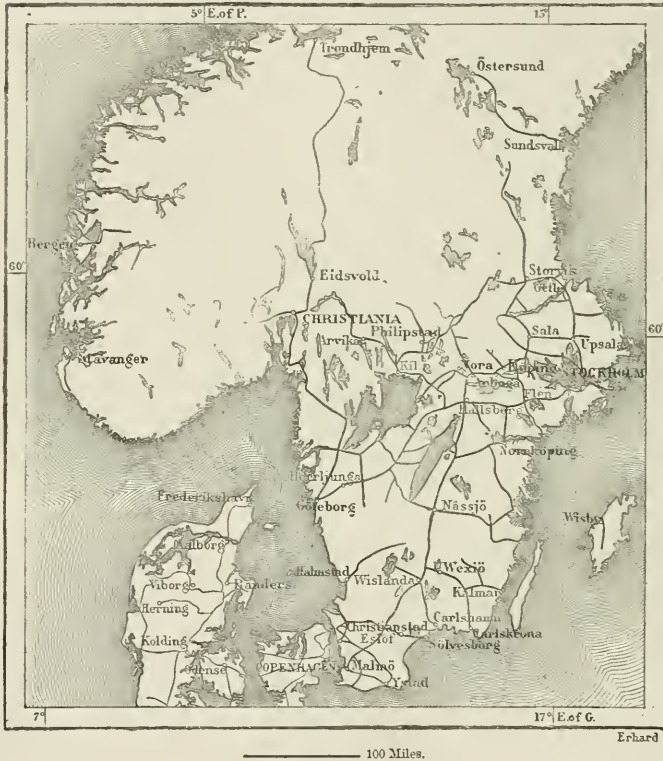 5° E.of P.
15°
Trondhjem
Östersund
Sundsvall
Bergen
60°
Eidsvold
Storvik
Gefle
CHRISTIANIA
Arvika
Philipstad
Sala
Upsala
60°
Stavanger
Kil
Nora
Köping
STOCKHOLM
Arboga
Flen
Hallsberg
Norrköping
Herrljunga
Frederikshavn
Göteborg
Nässjö
Wisby
Aalborg
Viborg
Randers
Halmstad
Wislanda
Wexiö
Kalmar
Herning
Carlshamn
Carlskrona
Christianstad
Eslöf
Sölvesborg
Kolding
Odense
COPENHAGEN
Malmö
Ystad
7°
17° E.of G.
Erhard
100 Miles.